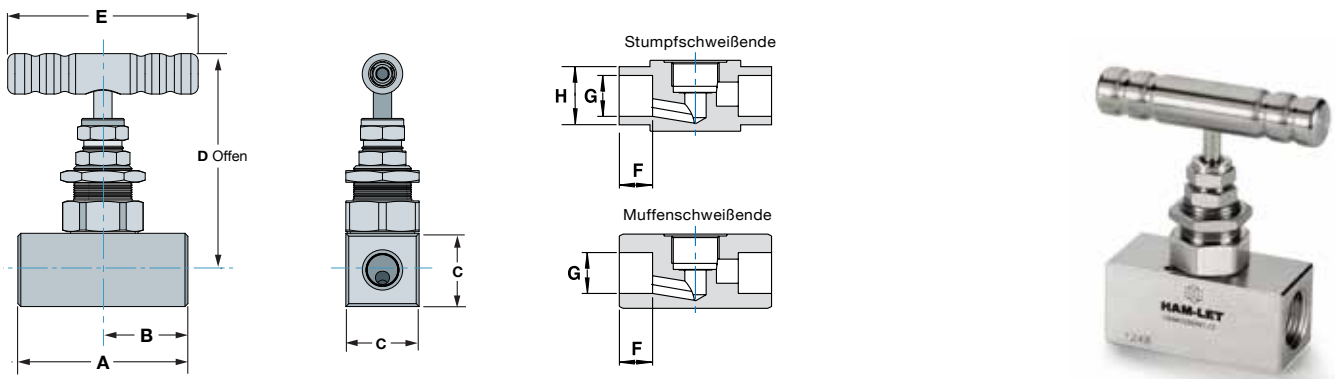 E
D Offen
B
A
C
C
Stumpfschweißende
H
G
F
Muffenschweißende
G
F
HAM-LET